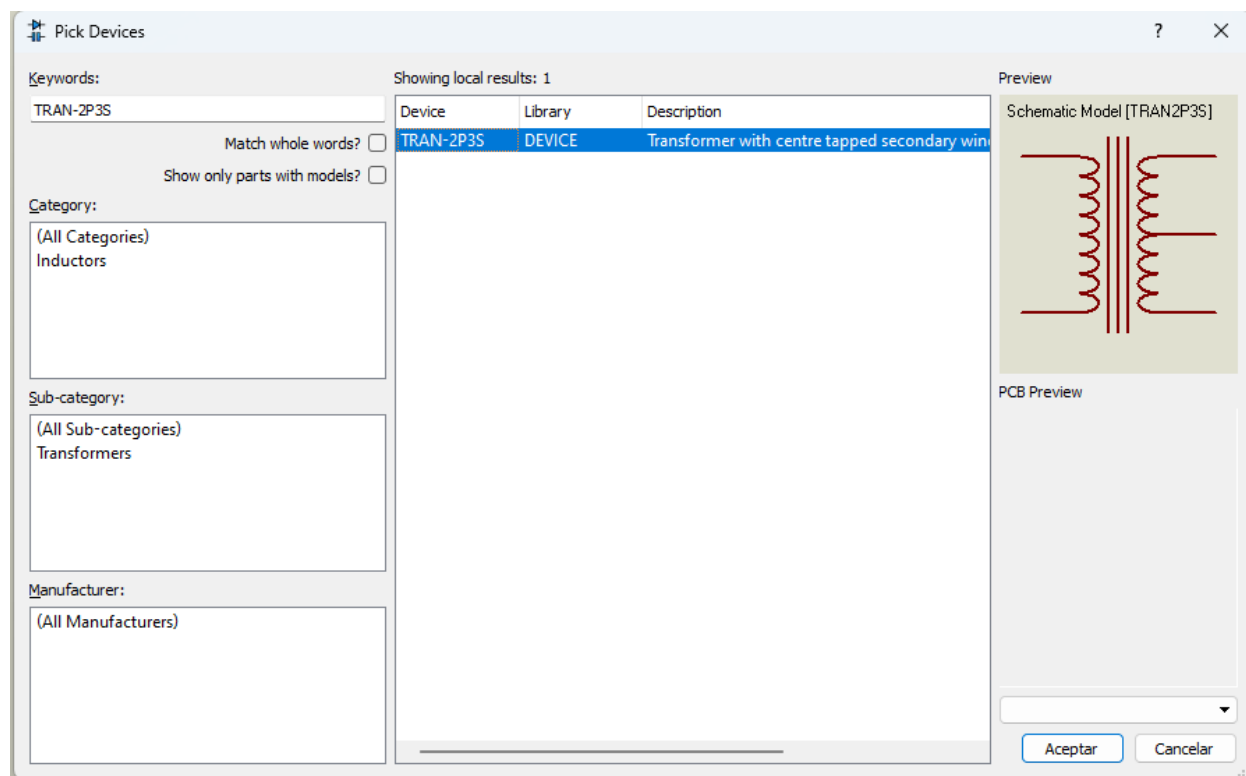 Pick Devices
?
Keywords:
TRAN-2P3S
Match whole words?
Show only parts with models?
Category:
(All Categories)
Inductors
Sub-category:
(All Sub-categories)
Transformers
Manufacturer:
(All Manufacturers)
Showing local results: 1
Device Library Description
TRAN-2P3S DEVICE Transformer with centre tapped secondary win
Preview
Schematic Model [TRAN2P3S]
PCB Preview
Aceptar Cancelar